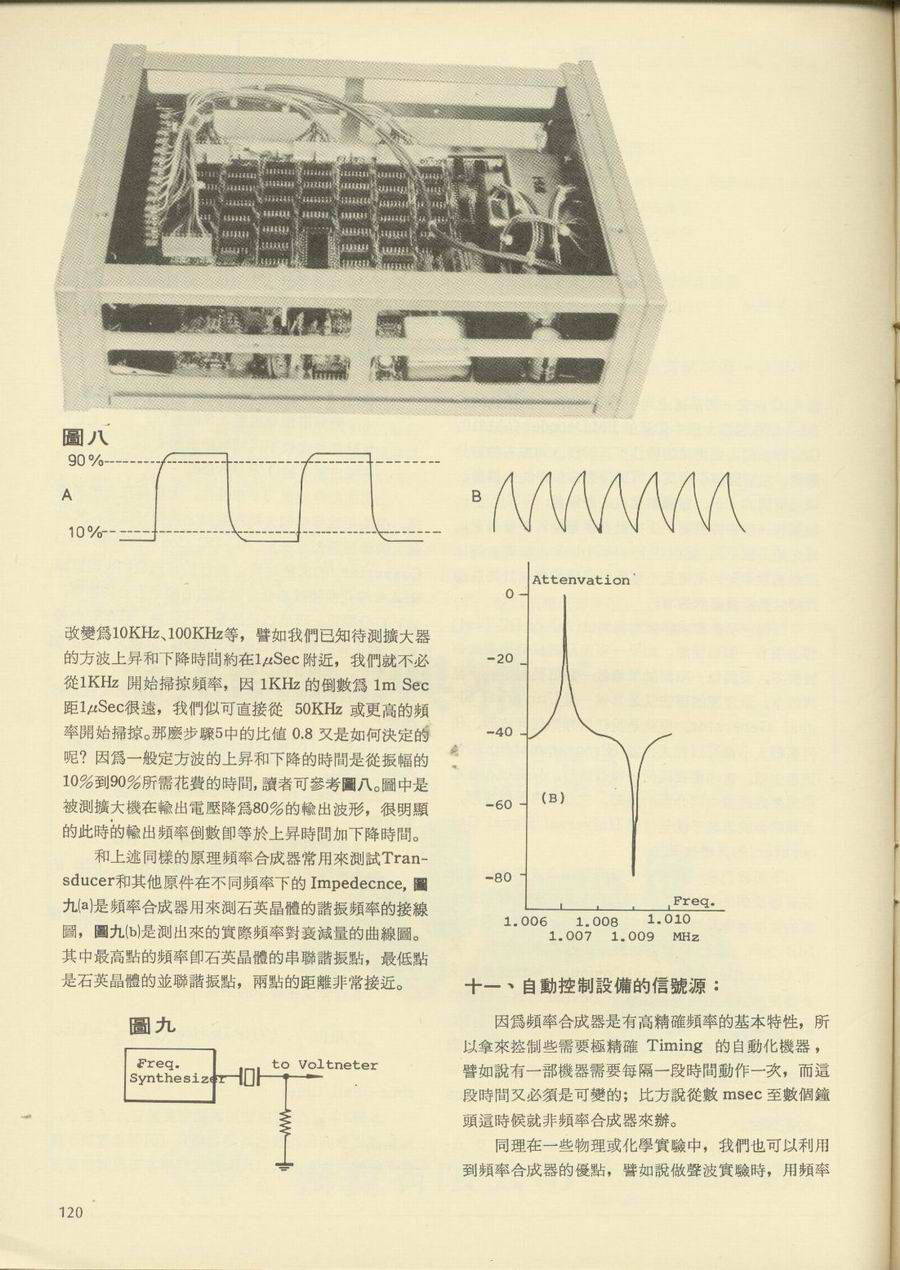 圖八
90%
A
10%
B
改變爲10KHz、100KHz等，譬如我們已知待測擴大器
的方波上昇和下降時間約在1μSec附近，我們就不必
從1KHz 開始掃掠頻率，因 1KHz 的倒數爲 1m Sec
距1μSec很遠，我們似可直接從 50KHz 或更高的頻
率開始掃掠。那麼步驟5中的比值 0.8 又是如何決定的
呢？因爲一般定方波的上昇和下降的時間是從振幅的
10%到90%所需花費的時間，讀者可參考圖八。圖中是
被測擴大機在輸出電壓降爲80%的輸出波形，很明顯
的此時的輸出頻率倒數卽等於上昇時間加下降時間。
和上述同樣的原理頻率合成器常用來測試Tran-
sducer和其他原件在不同頻率下的 Impedecnce, 圖
九(a)是頻率合成器用來測石英晶體的諧振頻率的接線
圖，圖九(b)是測出來的實際頻率對衰減量的曲線圖。
其中最高點的頻率卽石英晶體的串聯諧振點，最低點
是石英晶體的並聯諧振點，兩點的距離非常接近。
圖九
Freq.
Synthesizer
to Voltneter
Attenvation
0
-20
-40
-60
(B)
-80
Freq.
1.006 1.008 1.010
1.007 1.009 MHz
十一、自動控制設備的信號源：
因爲頻率合成器是有高精確頻率的基本特性，所
以拿來控制些需要極精確 Timing 的自動化機器，
譬如說有一部機器需要每隔一段時間動作一次，而這
段時間又必須是可變的；比方說從數 msec 至數個鐘
頭這時候就非頻率合成器來辦。
同理在一些物理或化學實驗中，我們也可以利用
到頻率合成器的優點，譬如說做聲波實驗時，用頻率
120